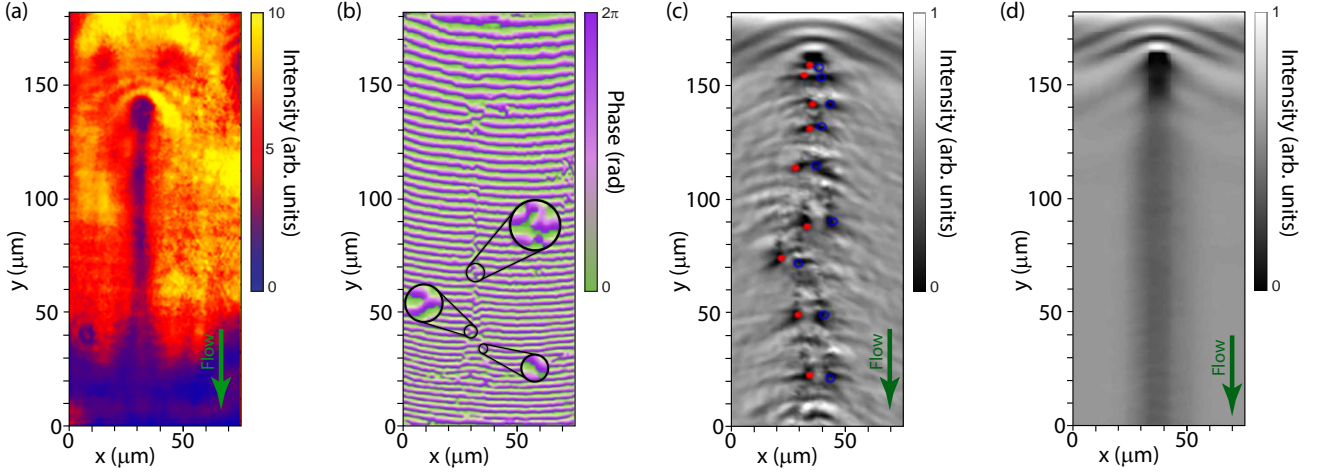 (a)
150
100
50
0
0
50
y (μm)
x (μm)
10
5
0
Intensity (arb. units)
Flow
(b)
150
100
50
0
0
50
y (μm)
x (μm)
2π
0
Phase (rad)
(c)
150
100
50
0
0
50
y (μm)
x (μm)
1
0
Intensity (arb. units)
Flow
(d)
150
100
50
0
0
50
y (μm)
x (μm)
1
0
Intensity (arb. units)
Flow